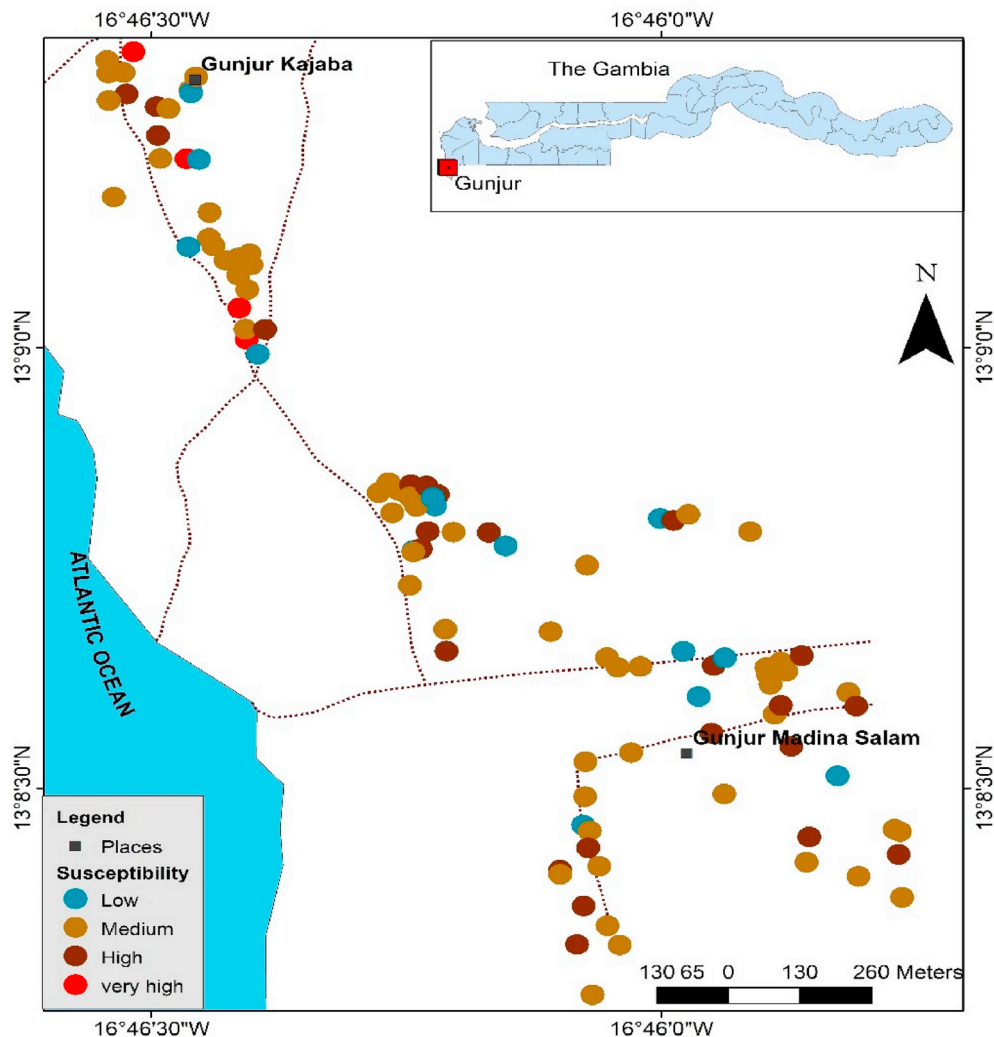 16°46'30"W 16°46'0"W
Gunjur Kajaba
The Gambia
Gunjur
N
13°9'0"N 13°9'0"N
ATLANTIC OCEAN
Gunjur Madina Salam
13°8'30"N 13°8'30"N
Legend
Places
Susceptibility
Low
Medium
High
very high
130 65 0 130 260 Meters
16°46'30"W 16°46'0"W